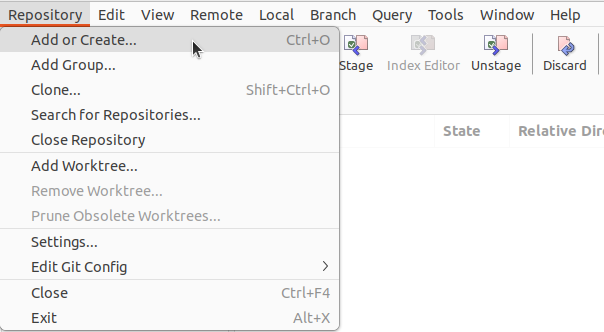 Repository Edit View Remote Local Branch Query Tools Window Help
Add or Create... Ctrl+O
Stage Index Editor Unstage Discard
Add Group...
Clone... Shift+Ctrl+O
Search for Repositories...
State Relative Dire
Close Repository
Add Worktree...
Remove Worktree...
Prune Obsolete Worktrees...
Settings...
Edit Git Config
Close Ctrl+F4
Exit Alt+X